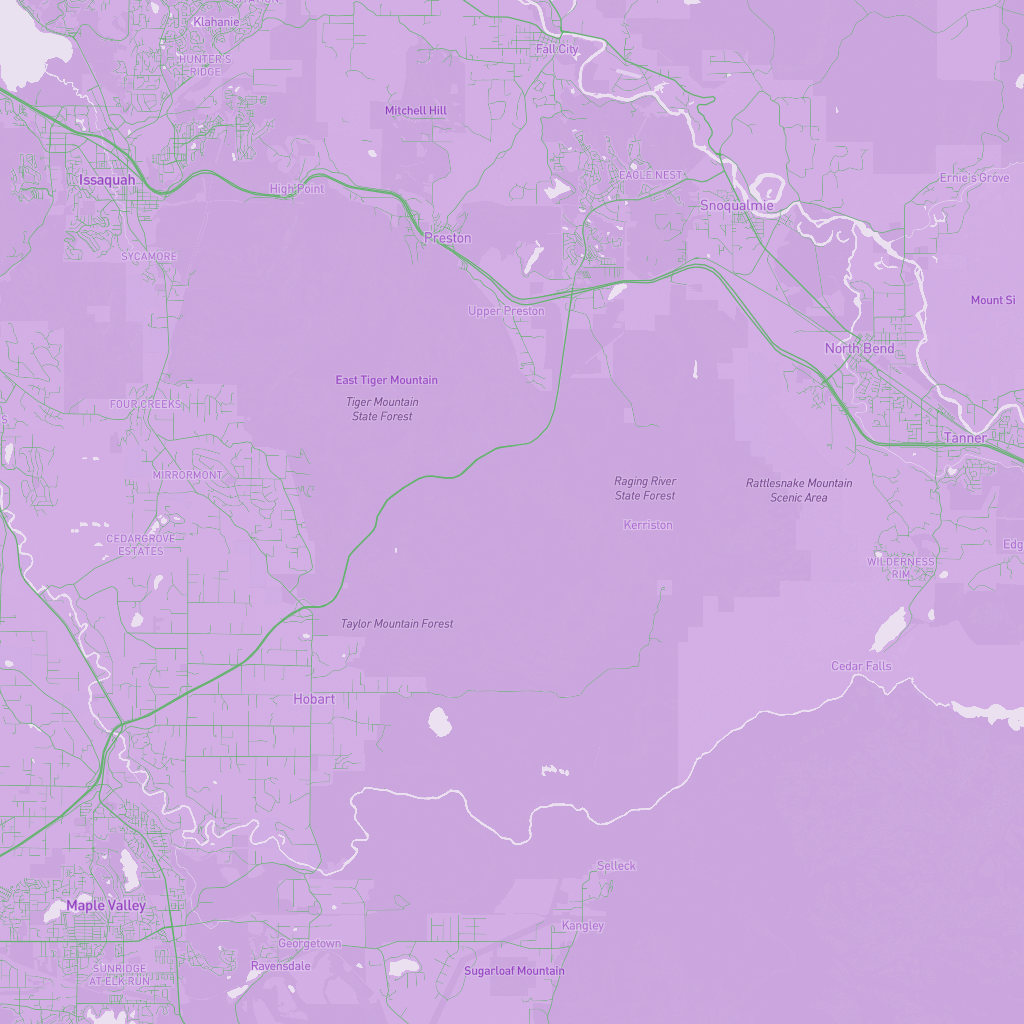 STATION
Klahanie
Fall City
HUNTER'S
RIDGE
Mitchell Hill
Issaquah
High Point
EAGLE NEST
Ernie's Grove
Snoqualmie
Preston
SYCAMORE
Mount Si
Upper Preston
North Bend
East Tiger Mountain
Tiger Mountain
State Forest
FOUR CREEKS
S
Tanner
MIRRORMONT
Raging River
State Forest
Rattlesnake Mountain
Scenic Area
Kerriston
CEDARGROVE
ESTATES
Edg
WILDERNESS
RIM
Taylor Mountain Forest
Cedar Falls
Hobart
Selleck
Maple Valley
Kangley
Georgetown
Ravensdale
SUNRIDGE
AT ELK RUN
Sugarloaf Mountain